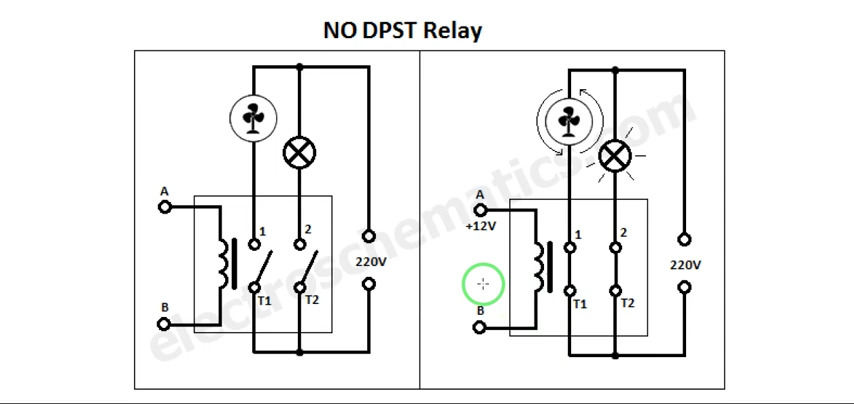 NO DPST Relay
A
1
2
220V
B
T1
T2
A
+12V
1
2
220V
B
T1
T2
electroschematics.com